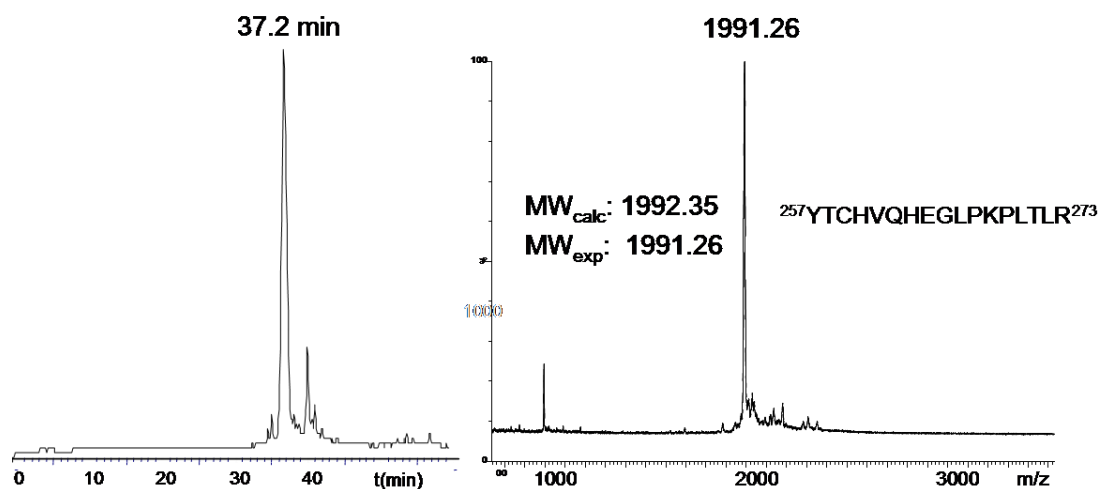 37.2 min
0 10 20 30 40 t(min)
1991.26
100
MWcalc: 1992.35
MWexp: 1991.26
²⁵⁷YTCHVQHEGLPKPLTLR²⁷³
1000
0
1000 2000 3000 m/z